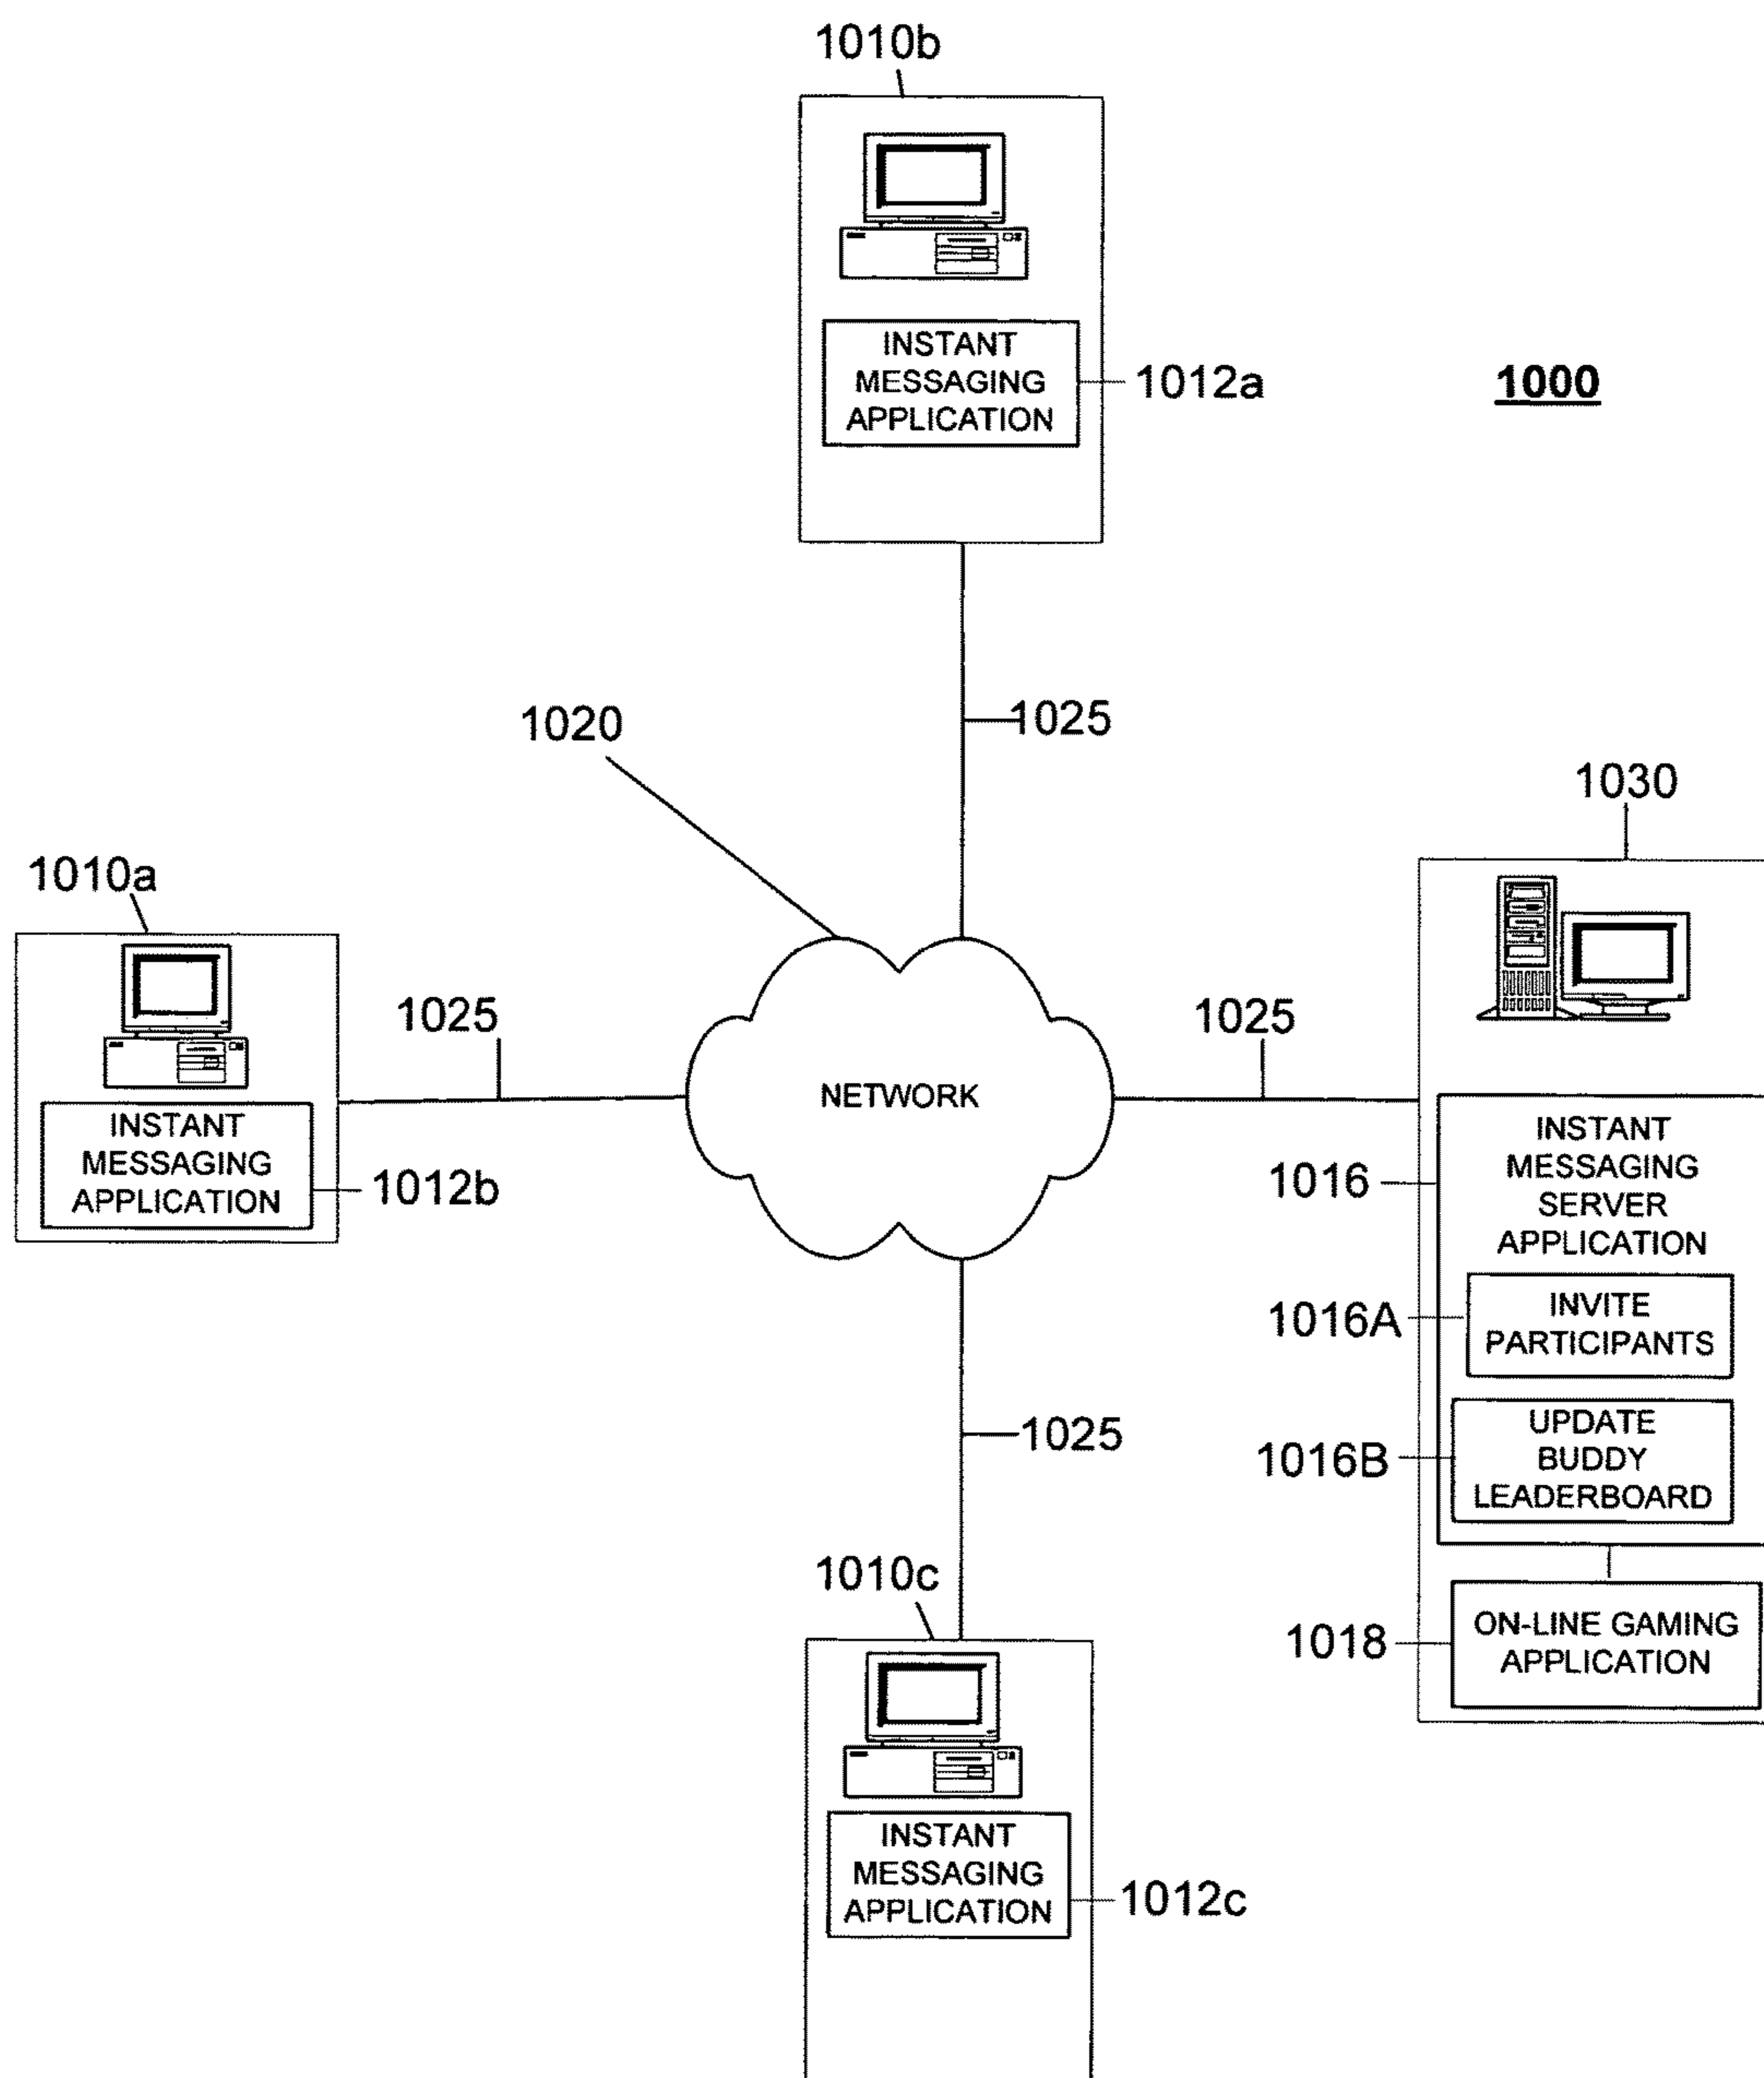 1010b
INSTANT
MESSAGING
APPLICATION
1012a
1000
1025
1020
1030
1010a
1025
1025
NETWORK
INSTANT
MESSAGING
APPLICATION
1012b
INSTANT
MESSAGING
SERVER
APPLICATION
1016
1016A
INVITE
PARTICIPANTS
1025
1016B
UPDATE
BUDDY
LEADERBOARD
1010c
1018
ON-LINE GAMING
APPLICATION
INSTANT
MESSAGING
APPLICATION
1012c